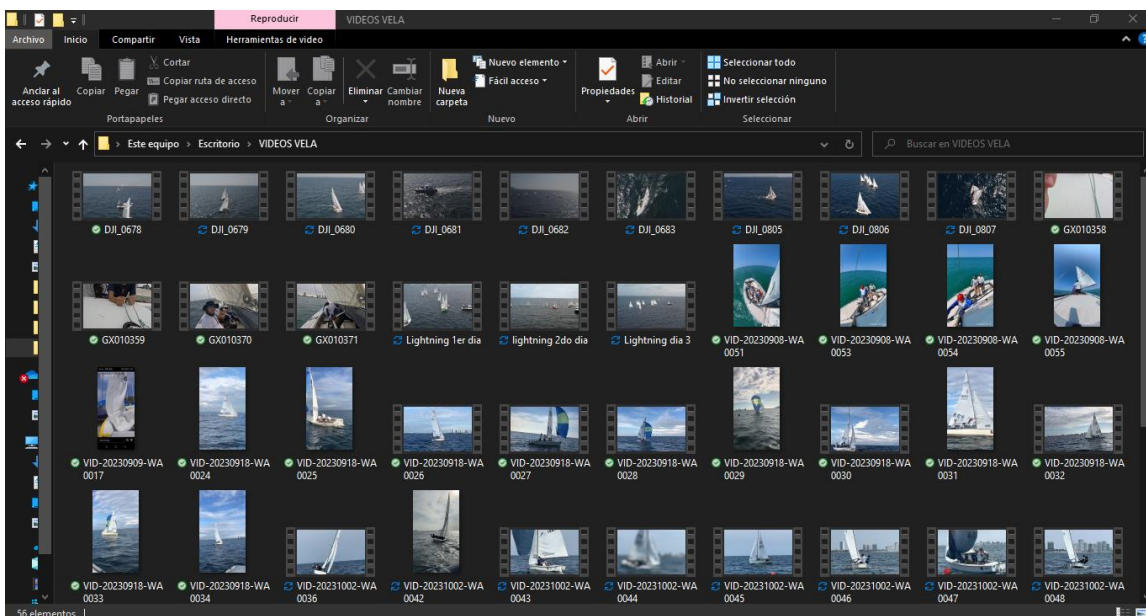 Reproducir VIDEOS VELA
Archivo Inicio Compartir Vista Herramientas de video
Anclar al acceso rápido
Copiar
Pegar
Cortar
Copiar ruta de acceso
Pegar acceso directo
Portapapeles
Mover a
Copiar a
Eliminar
Cambiar nombre
Organizar
Nueva carpeta
Nuevo elemento
Fácil acceso
Nuevo
Propiedades
Abrir
Editar
Historial
Abrir
Seleccionar todo
No seleccionar ninguno
Invertir selección
Seleccionar
Este equipo > Escritorio > VIDEOS VELA
Buscar en VIDEOS VELA
DJI_0678 DJI_0679 DJI_0680 DJI_0681 DJI_0682 DJI_0683 DJI_0805 DJI_0806 DJI_0807 GX010358
GX010359 GX010370 GX010371 Lightning 1er dia lightning 2do dia Lightning dia 3 VID-20230908-WA VID-20230908-WA VID-20230908-WA VID-20230908-WA
0051 0053 0054 0055
VID-20230909-WA VID-20230918-WA VID-20230918-WA VID-20230918-WA VID-20230918-WA VID-20230918-WA VID-20230918-WA VID-20230918-WA VID-20230918-WA VID-20230918-WA
0017 0024 0025 0026 0027 0028 0029 0030 0031 0032
VID-20230918-WA VID-20230918-WA VID-20231002-WA VID-20231002-WA VID-20231002-WA VID-20231002-WA VID-20231002-WA VID-20231002-WA VID-20231002-WA VID-20231002-WA
0033 0034 0036 0042 0043 0044 0045 0046 0047 0048
56 elementos